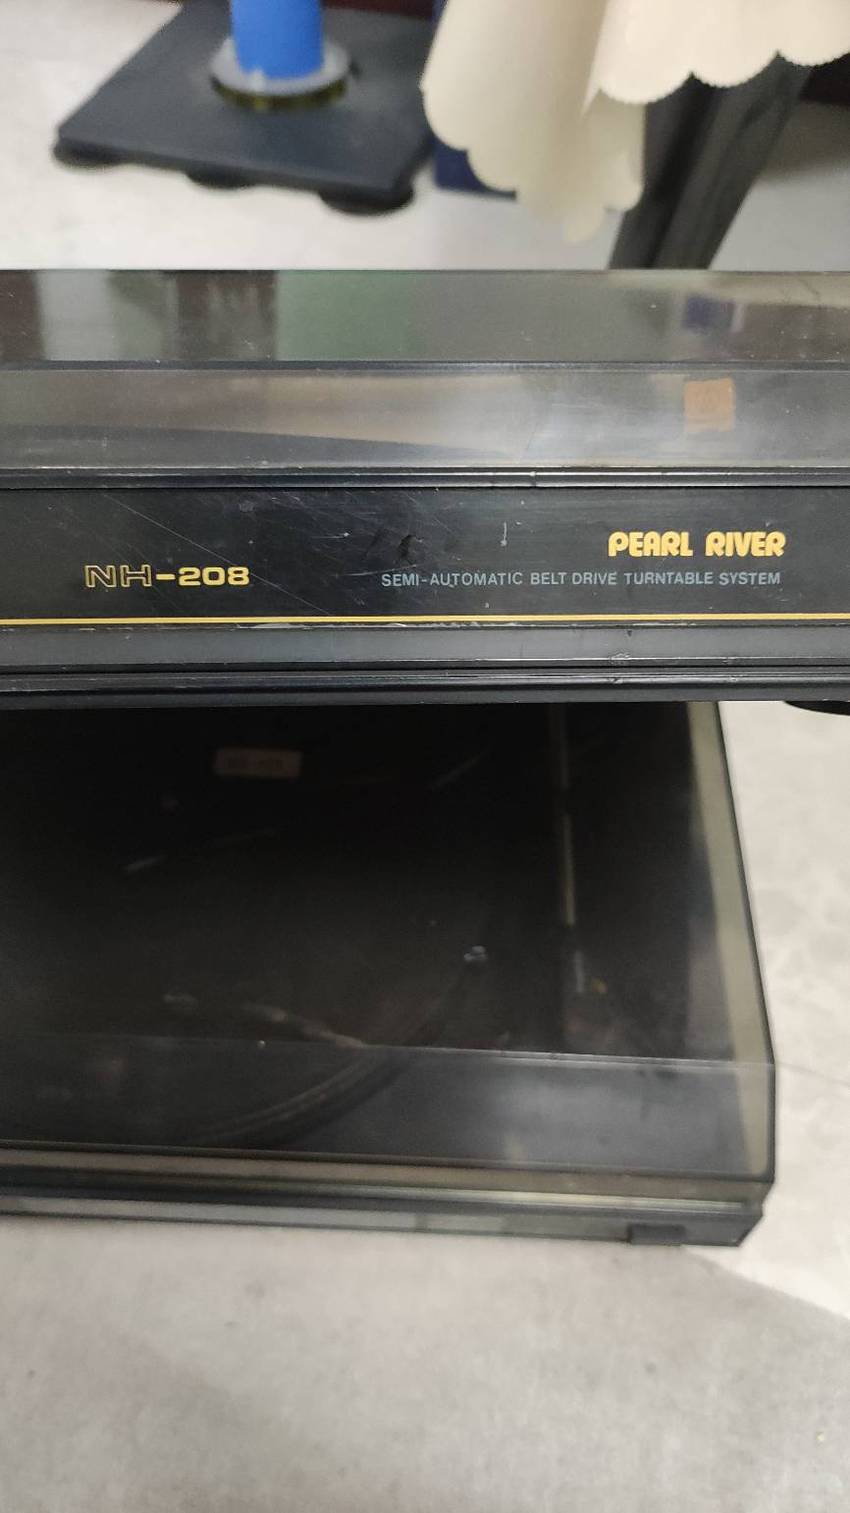 PEARL RIVER
NH-208
SEMI-AUTOMATIC BELT DRIVE TURNTABLE SYSTEM